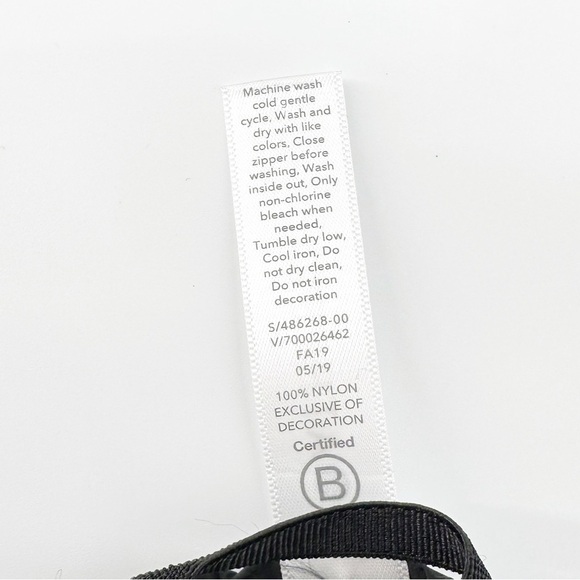 Machine wash
cold gentle
cycle, Wash and
dry with like
colors, Close
zipper before
washing, Wash
inside out, Only
non-chlorine
bleach when
needed,
Tumble dry low,
Cool iron, Do
not dry clean,
Do not iron
decoration
S/486268-00
V/700026462
FA19
05/19
100% NYLON
EXCLUSIVE OF
DECORATION
Certified
B